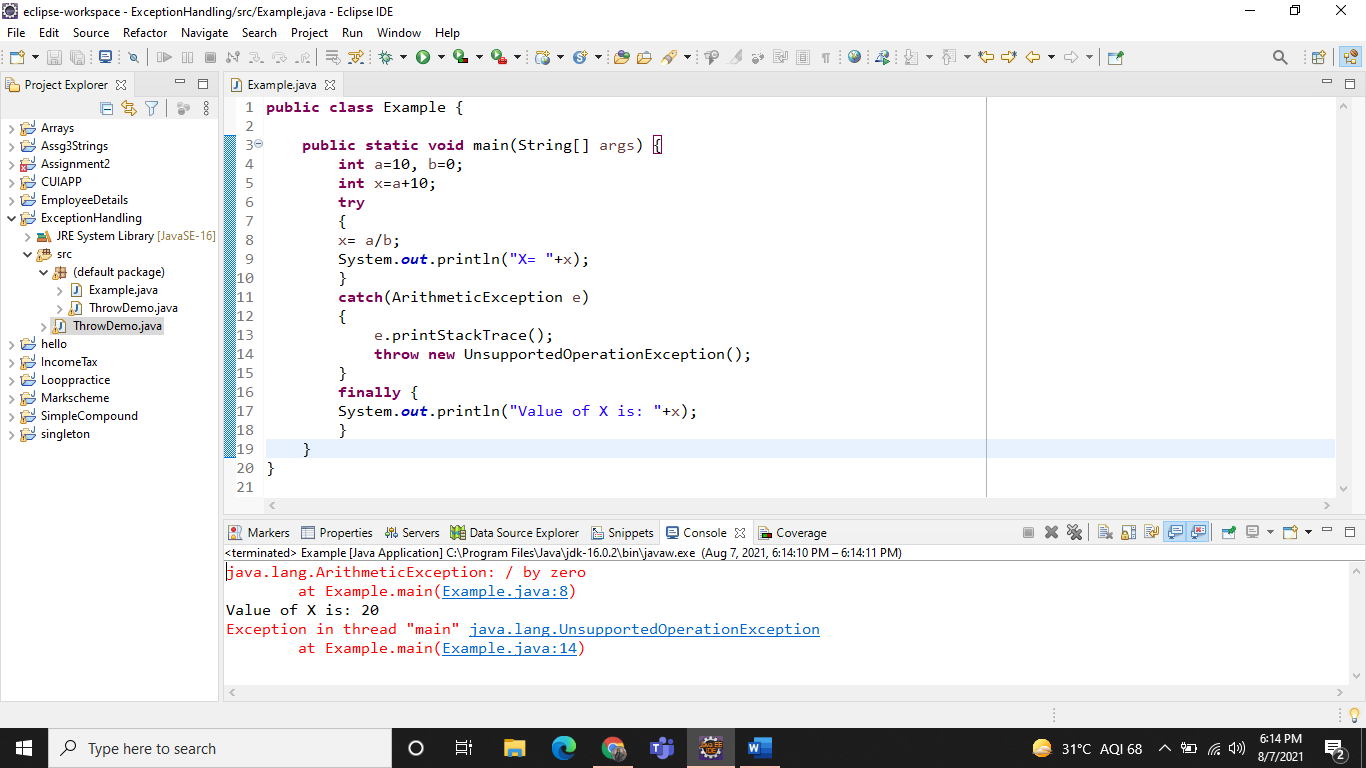 eclipse-workspace - ExceptionHandling/src/Example.java - Eclipse IDE
File Edit Source Refactor Navigate Search Project Run Window Help
Project Explorer
Arrays
Assg3Strings
Assignment2
CUIAPP
EmployeeDetails
ExceptionHandling
JRE System Library [JavaSE-16]
src
(default package)
Example.java
ThrowDemo.java
ThrowDemo.java
hello
IncomeTax
Looppractice
Markscheme
SimpleCompound
singleton
Example.java
1 public class Example {
2
3 public static void main(String[] args) {
4 int a=10, b=0;
5 int x=a+10;
6 try
7 {
8 x= a/b;
9 System.out.println("X= "+x);
10 }
11 catch(ArithmeticException e)
12 {
13 e.printStackTrace();
14 throw new UnsupportedOperationException();
15 }
16 finally {
17 System.out.println("Value of X is: "+x);
18 }
19 }
20 }
21
Markers Properties Servers Data Source Explorer Snippets Console Coverage
<terminated> Example [Java Application] C:\Program Files\Java\jdk-16.0.2\bin\javaw.exe (Aug 7, 2021, 6:14:10 PM – 6:14:11 PM)
java.lang.ArithmeticException: / by zero
at Example.main(Example.java:8)
Value of X is: 20
Exception in thread "main" java.lang.UnsupportedOperationException
at Example.main(Example.java:14)
Type here to search
31°C AQI 68
6:14 PM
8/7/2021
2